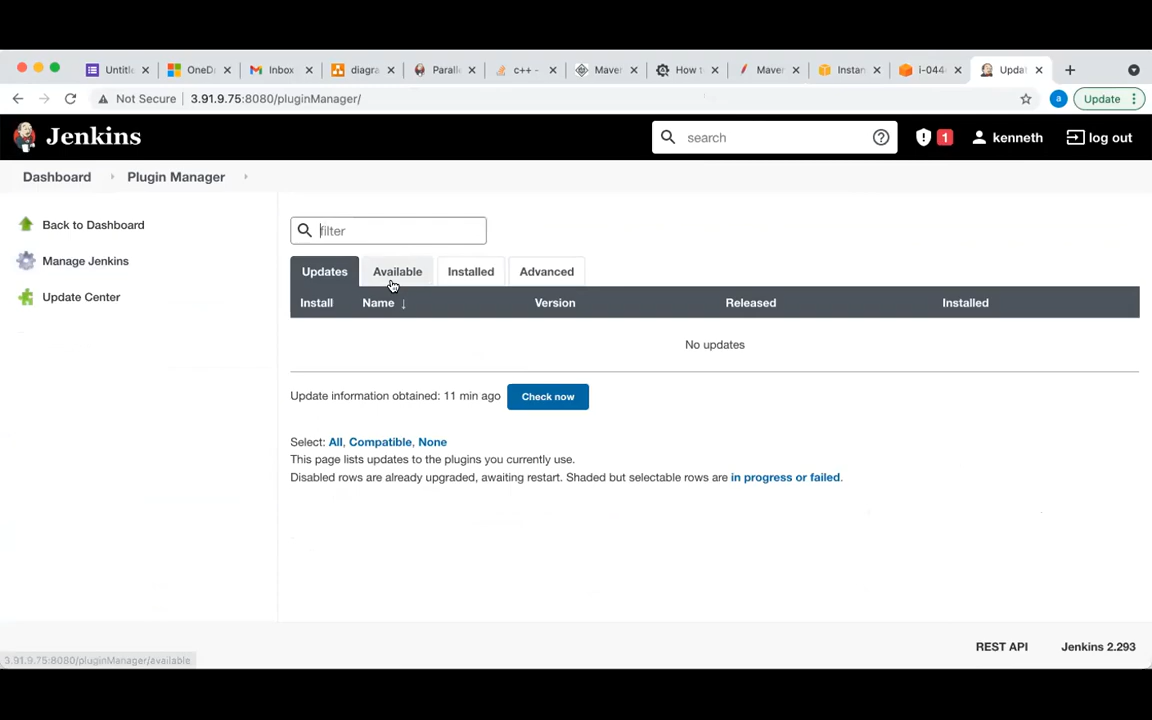 Untitl
OneDr
Inbox
diagra
Paralle
c++ -
Maven
How t
Maven
Instan
i-044
Updat
Not Secure
3.91.9.75:8080/pluginManager/
a
Update
Jenkins
search
1
kenneth
log out
Dashboard
Plugin Manager
Back to Dashboard
Manage Jenkins
Update Center
filter
Updates
Available
Installed
Advanced
Install
Name ↓
Version
Released
Installed
No updates
Update information obtained: 11 min ago
Check now
Select: All, Compatible, None
This page lists updates to the plugins you currently use.
Disabled rows are already upgraded, awaiting restart. Shaded but selectable rows are in progress or failed.
REST API
Jenkins 2.293
3.91.9.75:8080/pluginManager/available